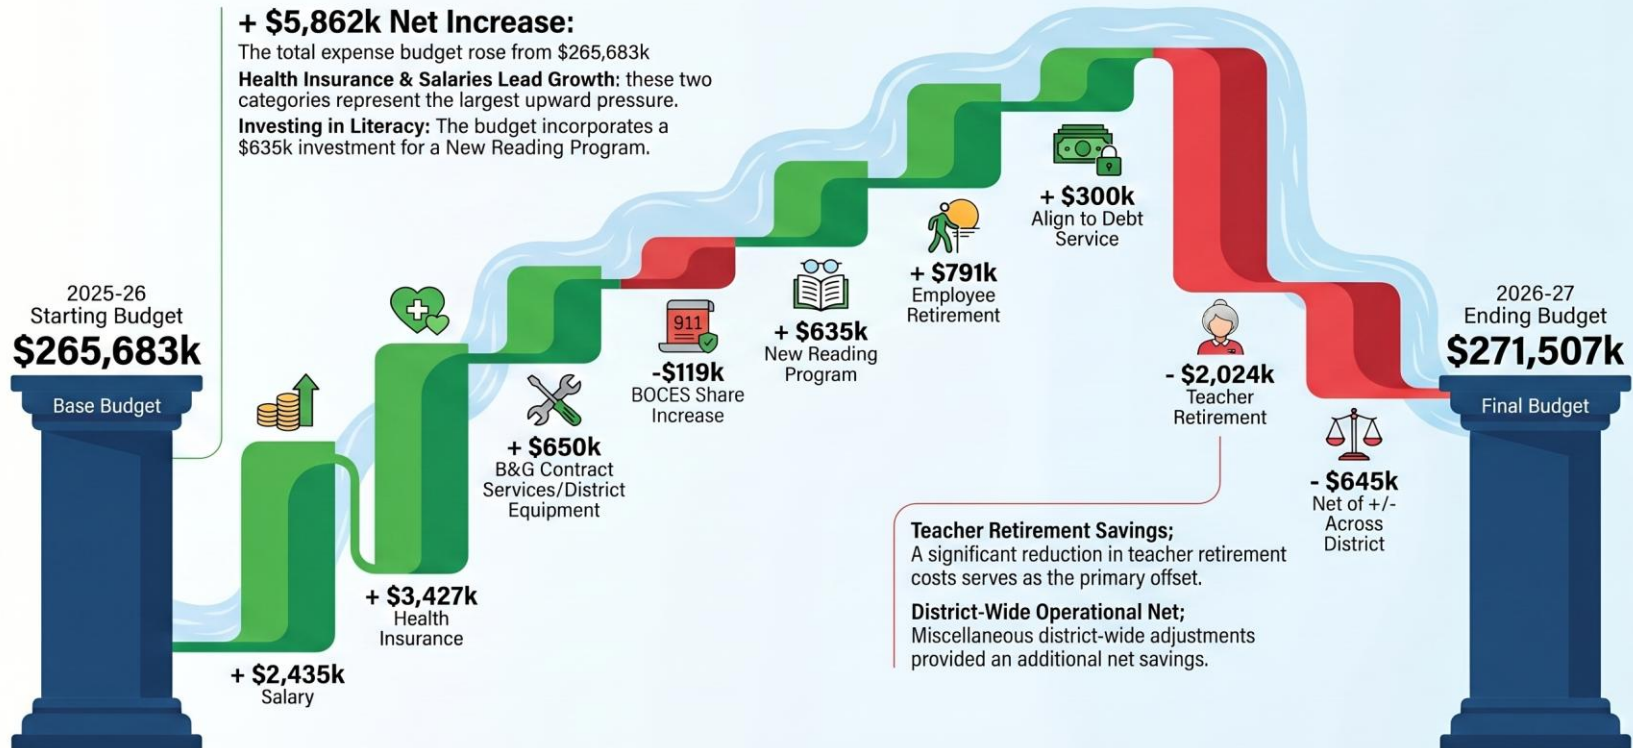 + $5,862k Net Increase:
The total expense budget rose from $265,683k
Health Insurance & Salaries Lead Growth: these two
categories represent the largest upward pressure.
Investing in Literacy: The budget incorporates a
$635k investment for a New Reading Program.
2025-26
Starting Budget
$265,683k
Base Budget
+ $2,435k
Salary
+ $3,427k
Health
Insurance
+ $650k
B&G Contract
Services/District
Equipment
911
-$119k
BOCES Share
Increase
+ $635k
New Reading
Program
+ $791k
Employee
Retirement
+ $300k
Align to Debt
Service
- $2,024k
Teacher
Retirement
- $645k
Net of +/-
Across
District
Teacher Retirement Savings;
A significant reduction in teacher retirement
costs serves as the primary offset.
District-Wide Operational Net;
Miscellaneous district-wide adjustments
provided an additional net savings.
2026-27
Ending Budget
$271,507k
Final Budget